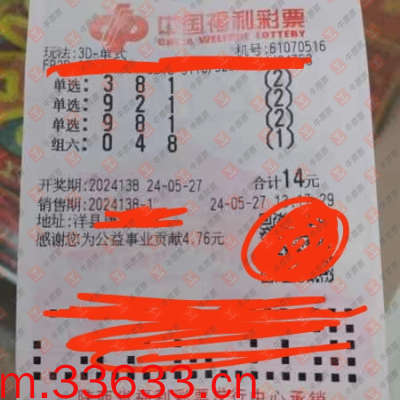 中国福利彩票
CHINA WELFARE LOTTERY
玩法:3D-单式 机号:61070516
单选: 3 8 1 (2)
单选: 9 2 1 (2)
单选: 9 8 1 (2)
组六: 0 4 8 (1)
开奖期:2024138 24-05-27 合计14元
销售期:2024138-1 24-05-27
地址:洋县
感谢您为公益事业贡献4.76元
m.33633.cn
中心承销